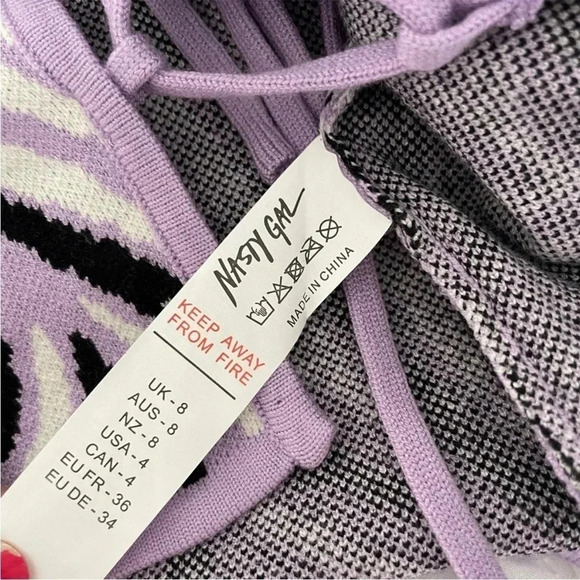 NASTY GAL
MADE IN CHINA
KEEP AWAY
FROM FIRE
UK - 8
AUS - 8
NZ - 8
USA - 4
CAN - 4
EU FR - 36
EU DE - 34